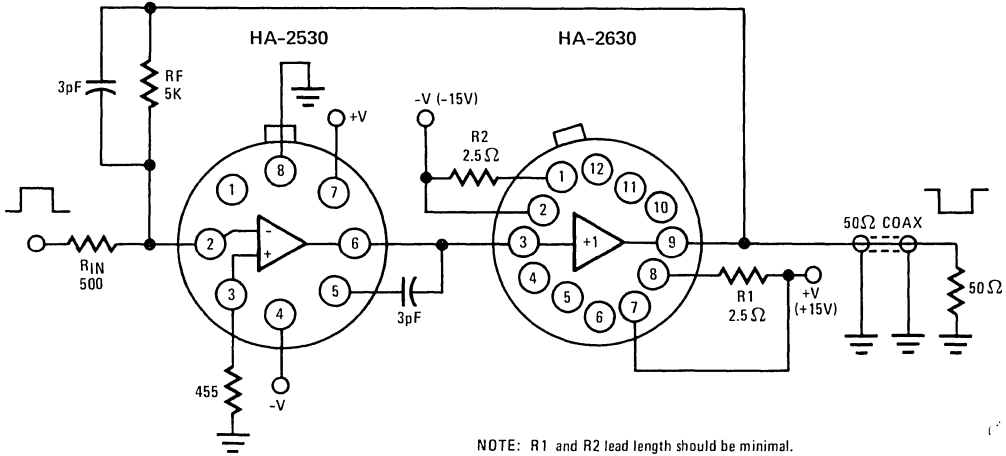 HA-2530
HA-2630
3pF
RF
5K
+V
-V (-15V)
R2
2.5Ω
8
1
7
2
-
+
6
3
5
4
3pF
1
12
11
2
10
3
+1
9
4
8
5
6
7
RIN
500
455
-V
R1
2.5Ω
+V
(+15V)
50Ω COAX
50Ω
NOTE: R1 and R2 lead length should be minimal.